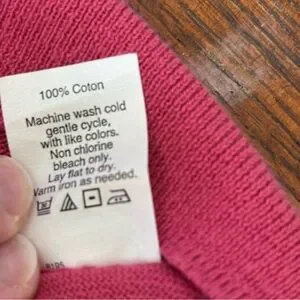 100% Coton
Machine wash cold
gentle cycle,
with like colors.
Non chlorine
bleach only.
Lay flat to dry.
Warm iron as needed.